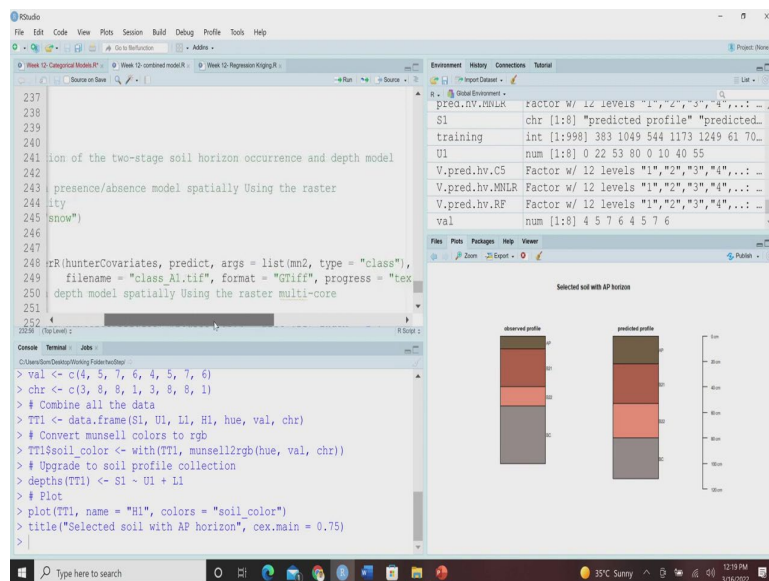 RStudio
File Edit Code View Plots Session Build Debug Profile Tools Help
Go to file/function Addins
Project: (None
Week 12- Categorical Models.R* Week 12- combined model.R Week 12- Regression Kriging.R
Source on Save Run Source
237
238
239
240
241 tion of the two-stage soil horizon occurrence and depth model
242
243 presence/absence model spatially Using the raster
244 ity
245 "snow")
246
247
248 erR(hunterCovariates, predict, args = list(mn2, type = "class"),
249 filename = "class_A1.tif", format = "GTiff", progress = "tex
250 depth model spatially Using the raster multi-core
251
252
232:56 (Top Level) R Script
Console Terminal Jobs
C:/Users/Som/Desktop/Working Folder/twoStep/
> val <- c(4, 5, 7, 6, 4, 5, 7, 6)
> chr <- c(3, 8, 8, 1, 3, 8, 8, 1)
> # Combine all the data
> TT1 <- data.frame(S1, U1, L1, H1, hue, val, chr)
> # Convert munsell colors to rgb
> TT1$soil_color <- with(TT1, munsell2rgb(hue, val, chr))
> # Upgrade to soil profile collection
> depths(TT1) <- S1 ~ U1 + L1
> # Plot
> plot(TT1, name = "H1", colors = "soil_color")
> title("Selected soil with AP horizon", cex.main = 0.75)
>
Environment History Connections Tutorial
Import Dataset List
R Global Environment
pred.hv.MNLR Factor w/ 12 levels "1","2","3","4",..: …
S1 chr [1:8] "predicted profile" "predicted…
training int [1:998] 383 1049 544 1173 1249 61 70…
U1 num [1:8] 0 22 53 80 0 10 40 55
V.pred.hv.C5 Factor w/ 12 levels "1","2","3","4",..: …
V.pred.hv.MNLR Factor w/ 12 levels "1","2","3","4",..: …
V.pred.hv.RF Factor w/ 12 levels "1","2","3","4",..: …
val num [1:8] 4 5 7 6 4 5 7 6
Files Plots Packages Help Viewer
Zoom Export Publish
Selected soil with AP horizon
observed profile predicted profile
AP
BC
AP
BC
0 cm
20 cm
40 cm
60 cm
80 cm
100 cm
120 cm
Type here to search
35°C Sunny
12:19 PM
3/16/2022